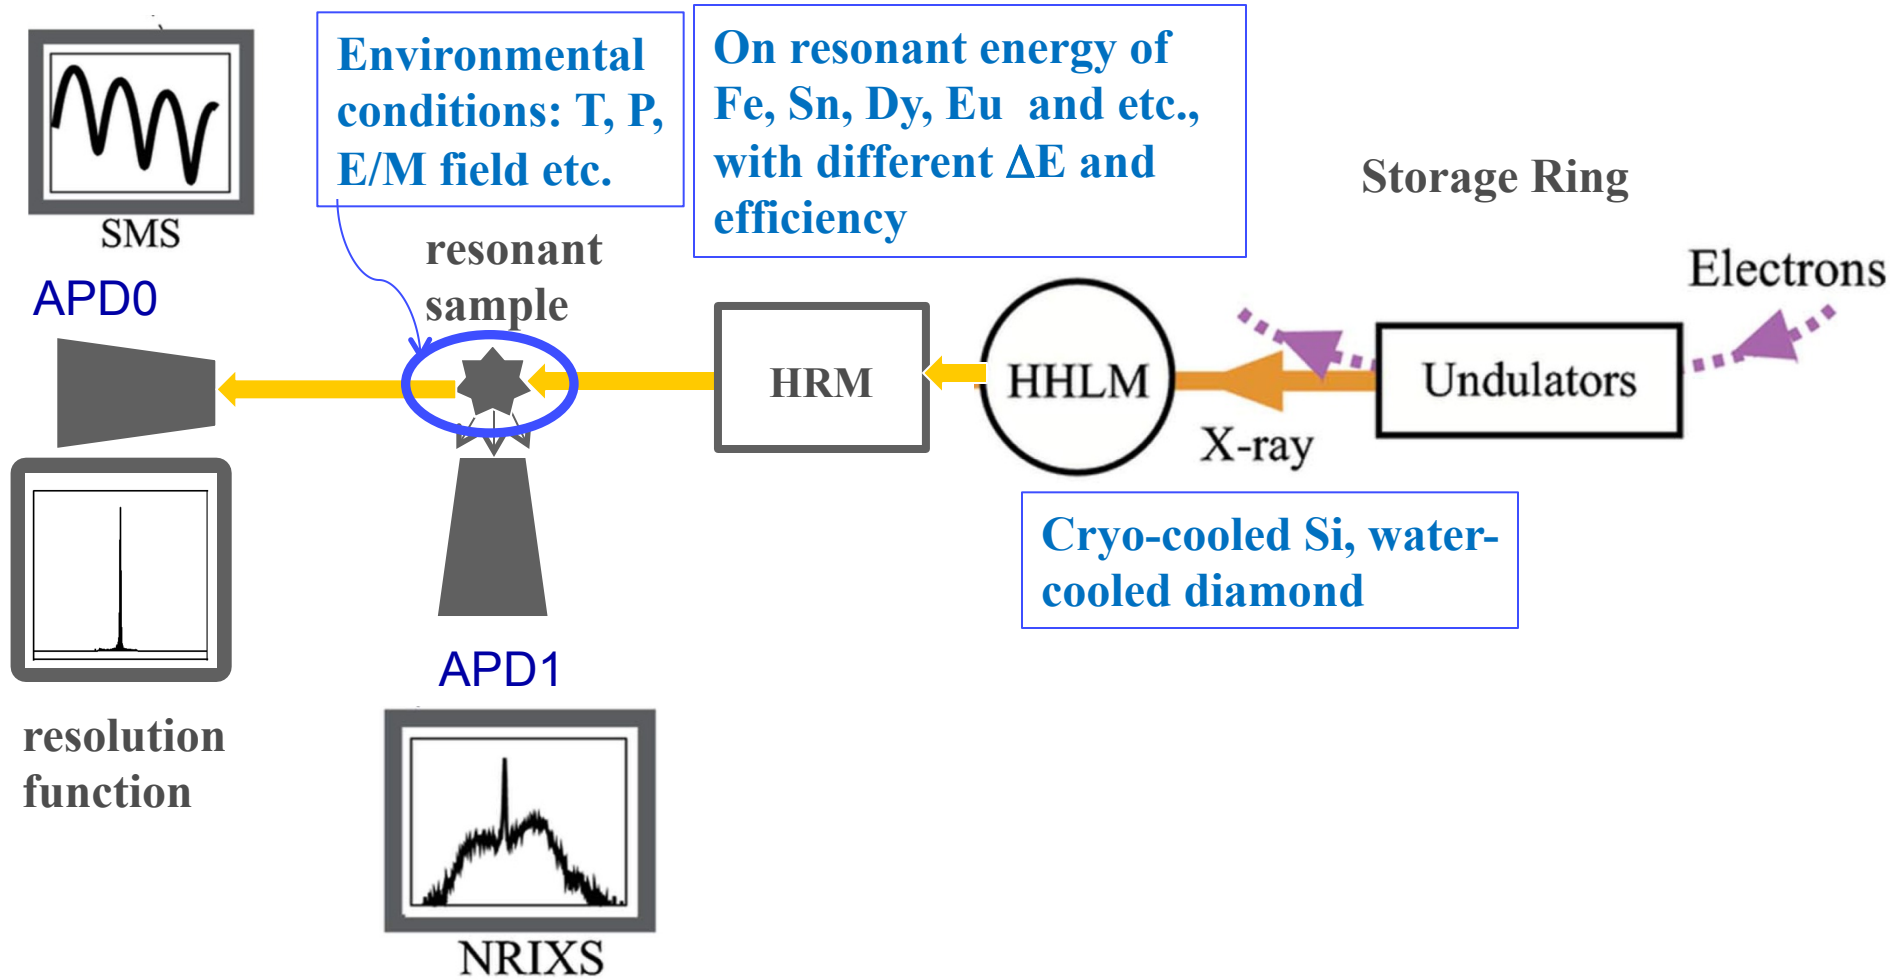 Environmental
conditions: T, P,
E/M field etc.
On resonant energy of
Fe, Sn, Dy, Eu  and etc.,
with different ΔE and
efficiency
Storage Ring
SMS
resonant
sample
Electrons
APD0
HRM
HHLM
Undulators
X-ray
Cryo-cooled Si, water-
cooled diamond
APD1
resolution
function
NRIXS